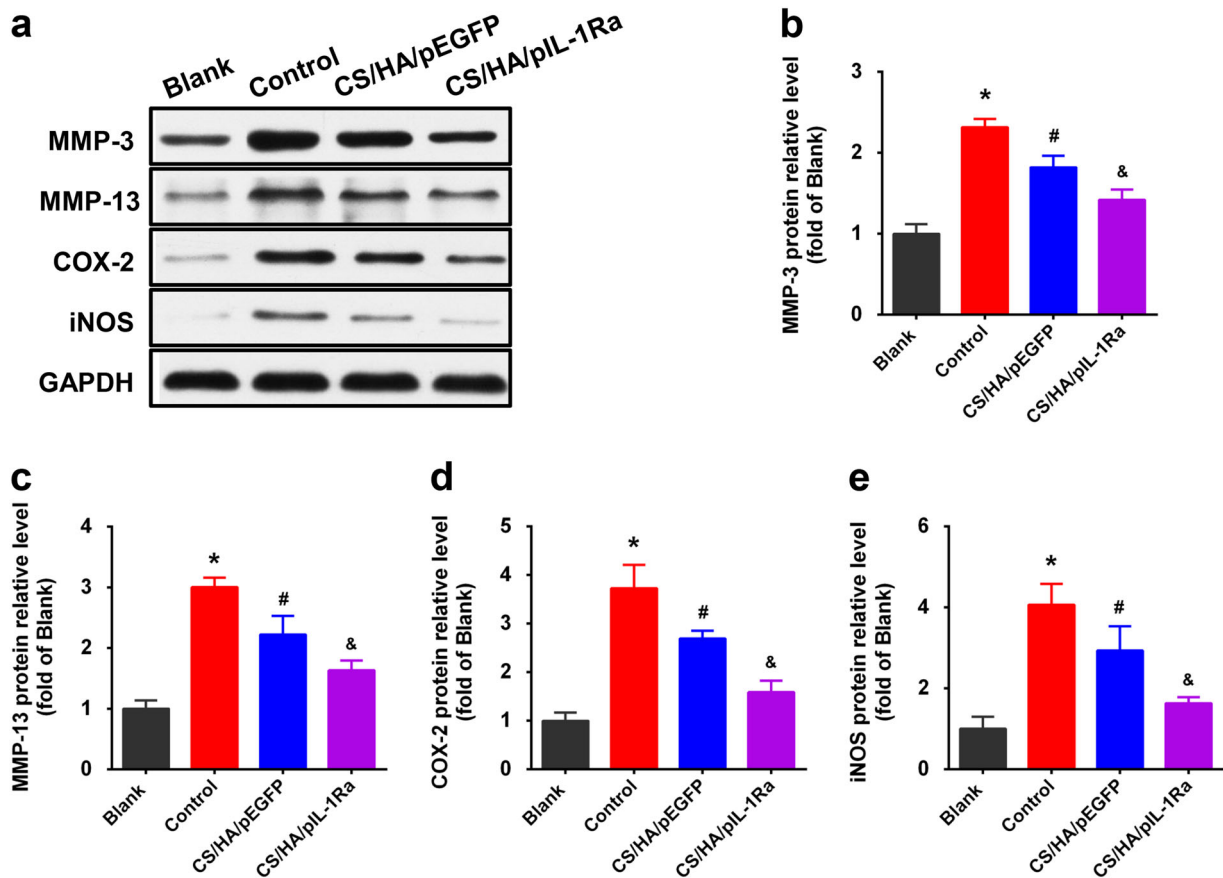 a
Blank
Control
CS/HA/pEGFP
CS/HA/pIL-1Ra
MMP-3
MMP-13
COX-2
iNOS
GAPDH
b
MMP-3 protein relative level
(fold of Blank)
3
2
1
0
*
#
&
Blank
Control
CS/HA/pEGFP
CS/HA/pIL-1Ra
c
MMP-13 protein relative level
(fold of Blank)
4
3
2
1
0
*
#
&
Blank
Control
CS/HA/pEGFP
CS/HA/pIL-1Ra
d
COX-2 protein relative level
(fold of Blank)
5
4
3
2
1
0
*
#
&
Blank
Control
CS/HA/pEGFP
CS/HA/pIL-1Ra
e
iNOS protein relative level
(fold of Blank)
6
4
2
0
*
#
&
Blank
Control
CS/HA/pEGFP
CS/HA/pIL-1Ra